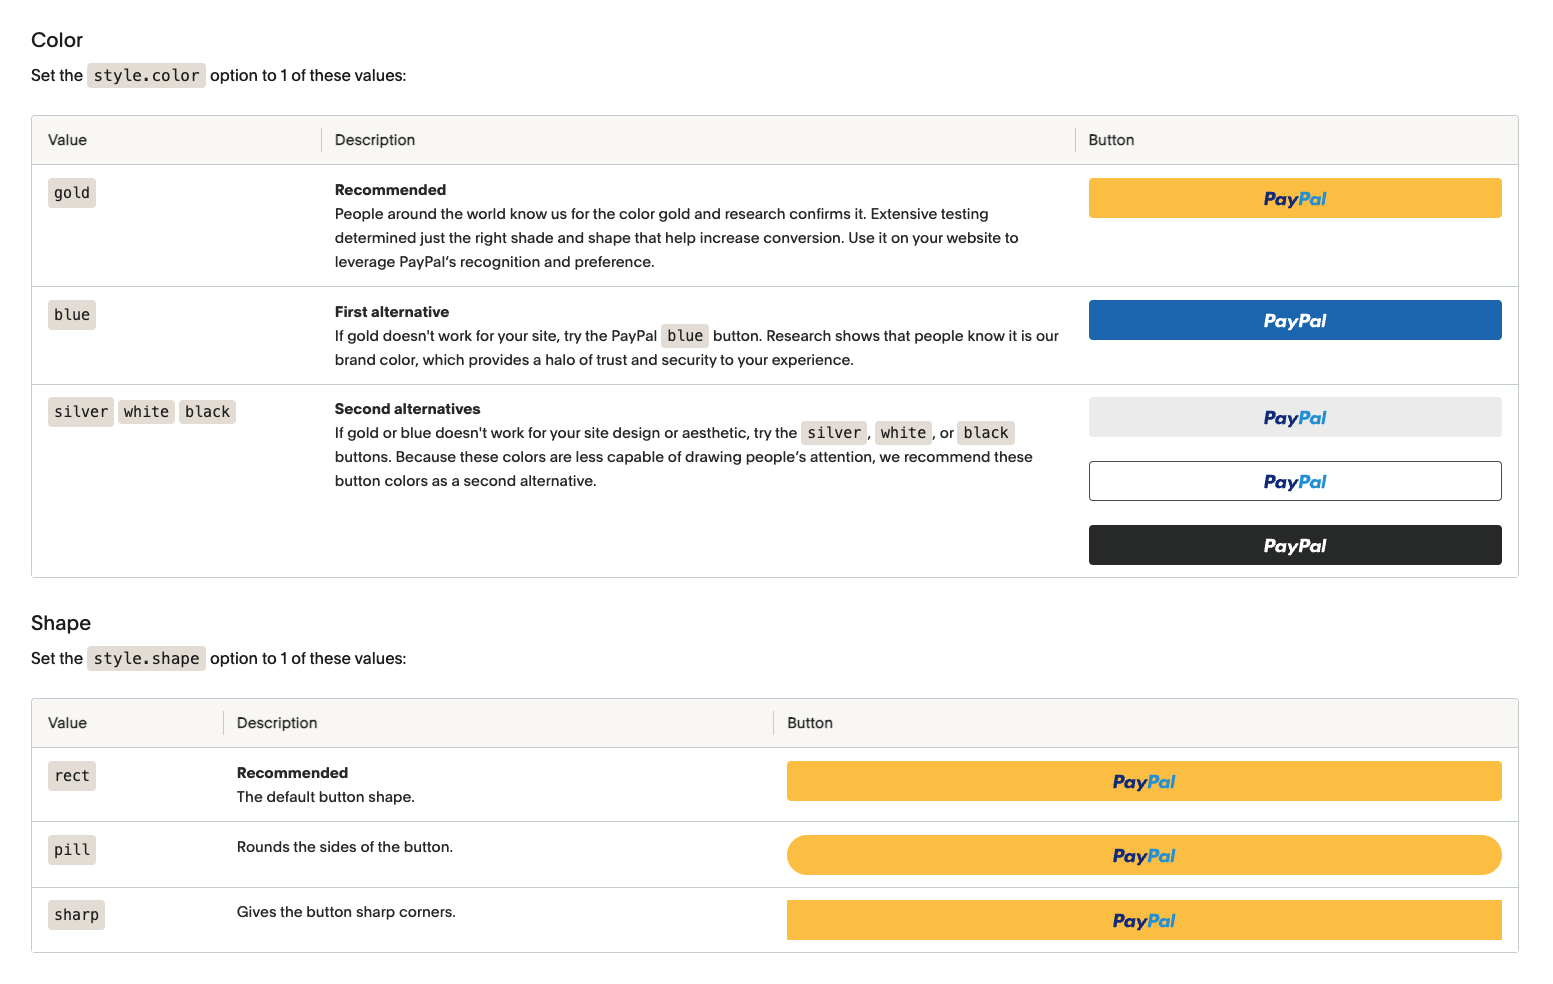 Color
Set the style.color option to 1 of these values:
Value Description Button
gold
Recommended
People around the world know us for the color gold and research confirms it. Extensive testing
determined just the right shade and shape that help increase conversion. Use it on your website to
leverage PayPal's recognition and preference.
PayPal
blue
First alternative
If gold doesn't work for your site, try the PayPal blue button. Research shows that people know it is our
brand color, which provides a halo of trust and security to your experience.
PayPal
silver white black
Second alternatives
If gold or blue doesn't work for your site design or aesthetic, try the silver, white, or black
buttons. Because these colors are less capable of drawing people's attention, we recommend these
button colors as a second alternative.
PayPal
PayPal
PayPal
Shape
Set the style.shape option to 1 of these values:
Value Description Button
rect
Recommended
The default button shape.
PayPal
pill
Rounds the sides of the button.
PayPal
sharp
Gives the button sharp corners.
PayPal